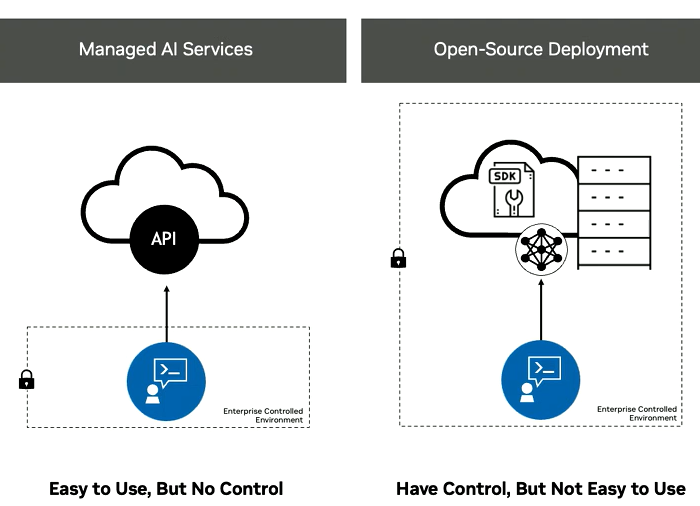 Managed AI Services
Open-Source Deployment
API
SDK
>_
Enterprise Controlled
Environment
>_
Enterprise Controlled
Environment
Easy to Use, But No Control
Have Control, But Not Easy to Use